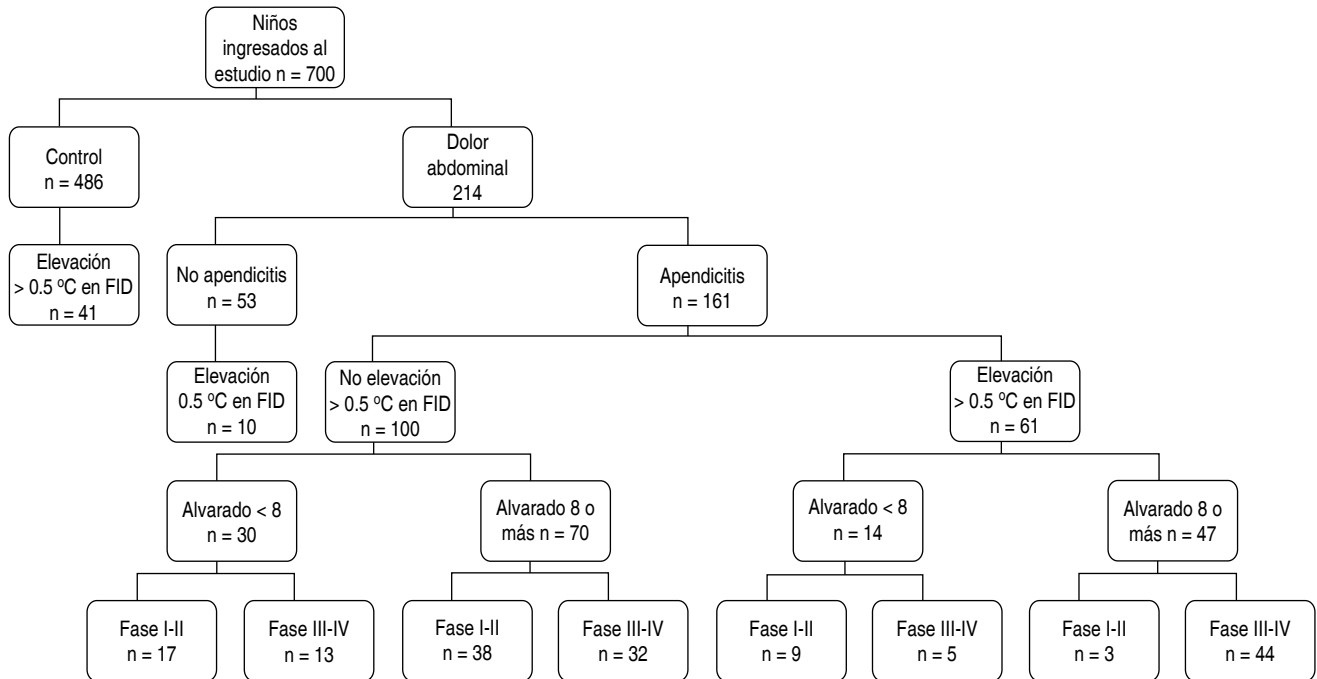 Niños
ingresados al
estudio n = 700
Control
n = 486
Dolor
abdominal
214
Elevación
> 0.5 ºC en FID
n = 41
No apendicitis
n = 53
Apendicitis
n = 161
Elevación
0.5 ºC en FID
n = 10
No elevación
> 0.5 ºC en FID
n = 100
Elevación
> 0.5 ºC en FID
n = 61
Alvarado < 8
n = 30
Alvarado 8 o
más n = 70
Alvarado < 8
n = 14
Alvarado 8 o
más n = 47
Fase I-II
n = 17
Fase III-IV
n = 13
Fase I-II
n = 38
Fase III-IV
n = 32
Fase I-II
n = 9
Fase III-IV
n = 5
Fase I-II
n = 3
Fase III-IV
n = 44